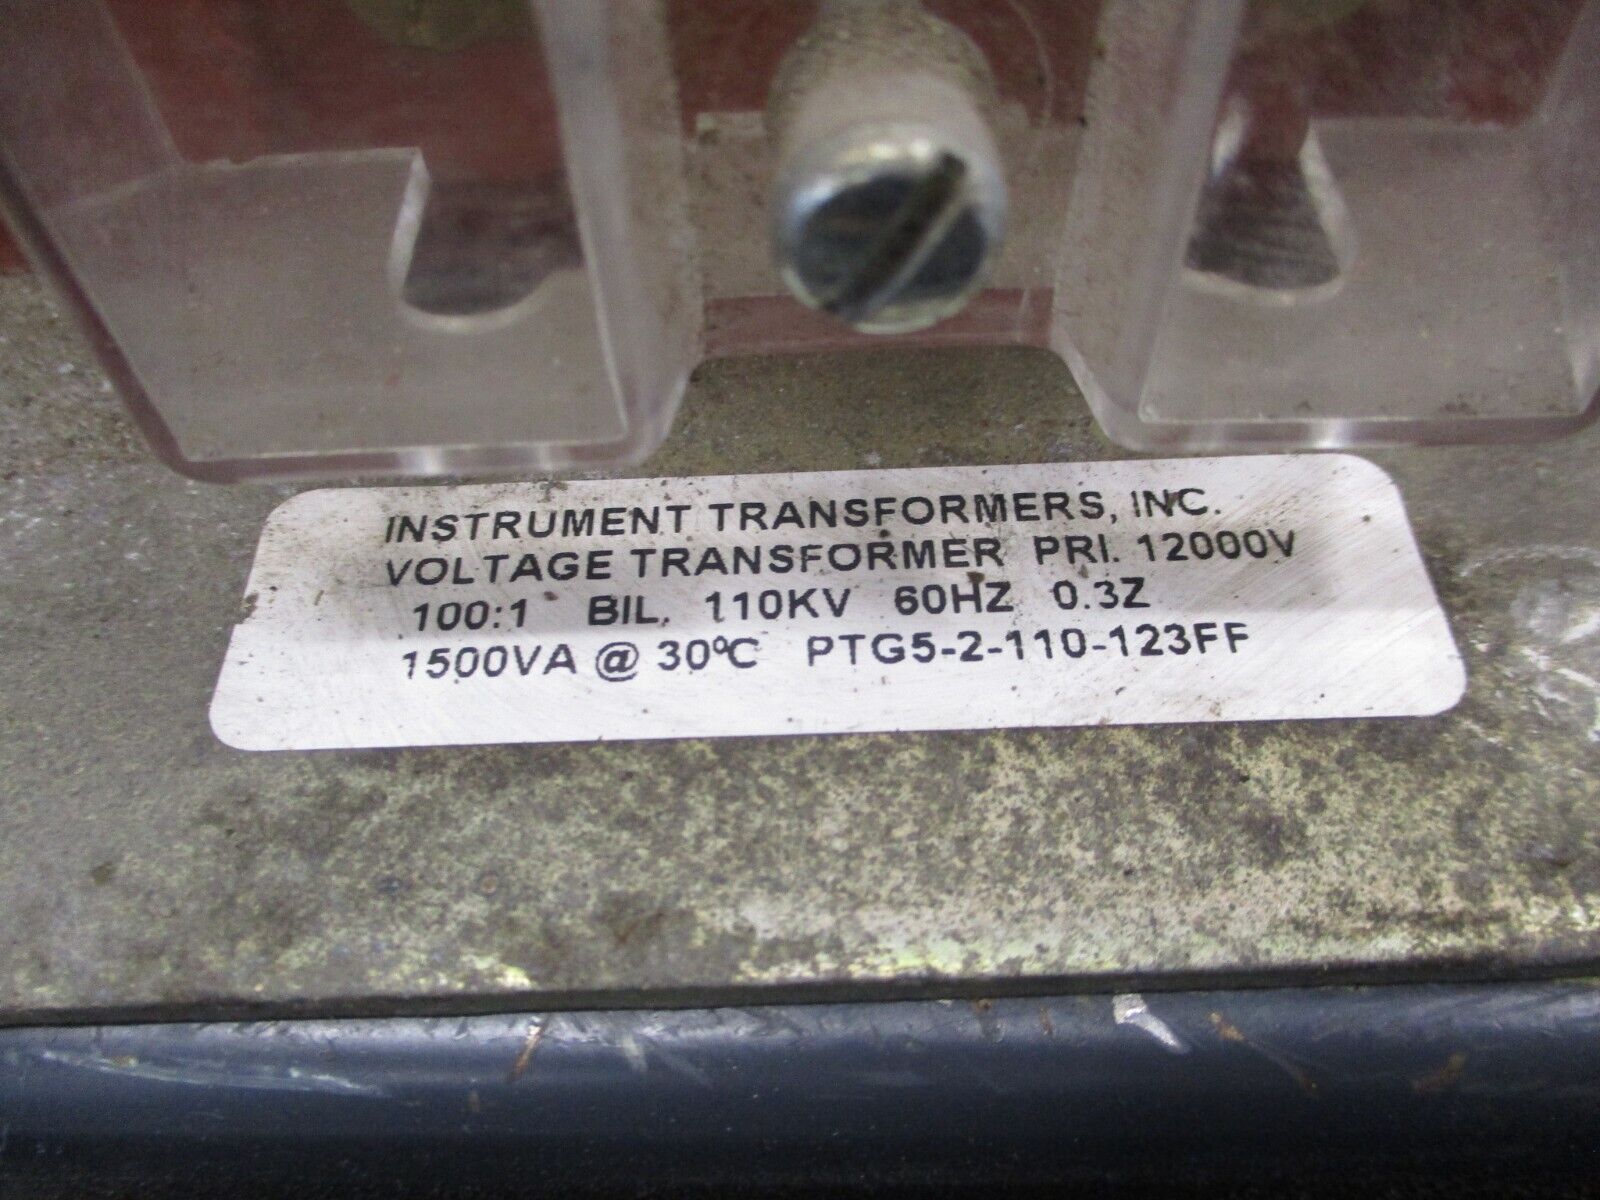 INSTRUMENT TRANSFORMERS, INC.
VOLTAGE TRANSFORMER PRI. 12000V
100:1 BIL. 110KV 60HZ 0.3Z
1500VA @ 30ºC PTG5-2-110-123FF